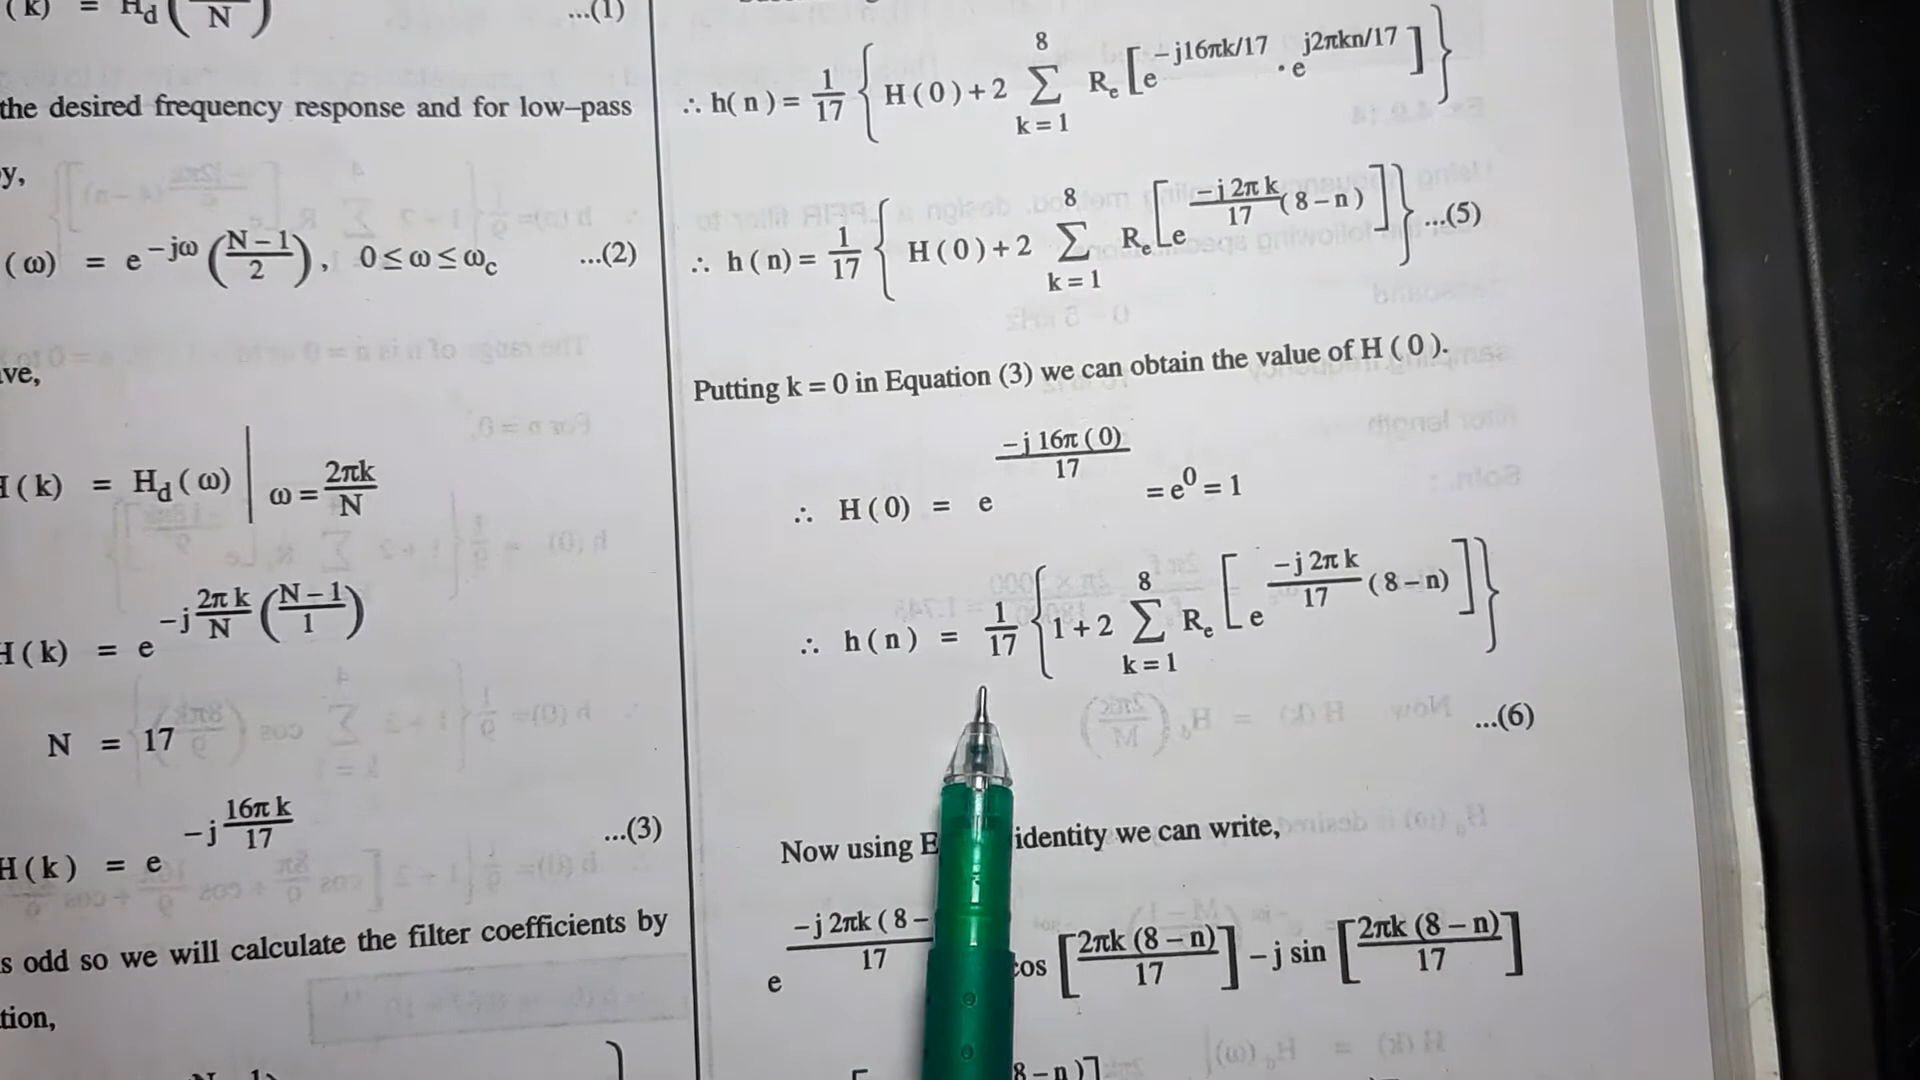 (k) = H_d ( / N ) ...(1)
the desired frequency response and for low–pass
y,
(ω) = e^{–jω ((N–1)/2)}, 0 ≤ ω ≤ ω_c ...(2)
ve,
(k) = H_d (ω) | ω = 2πk/N
H(k) = e^{–j (2πk/N) ((N–1)/1)}
N = 17
H(k) = e^{–j 16πk/17} ...(3)
s odd so we will calculate the filter coefficients by
tion,
∴ h(n) = 1/17 { H(0) + 2 ∑_{k=1}^{8} R_e [ e^{–j16πk/17} · e^{j2πkn/17} ] }
∴ h(n) = 1/17 { H(0) + 2 ∑_{k=1}^{8} R_e [ e^{(–j2πk/17)(8–n)} ] } ...(5)
Putting k = 0 in Equation (3) we can obtain the value of H(0).
∴ H(0) = e^{–j16π(0)/17} = e^0 = 1
∴ h(n) = 1/17 { 1 + 2 ∑_{k=1}^{8} R_e [ e^{(–j2πk/17)(8–n)} ] }
...(6)
Now using E identity we can write,
e^{–j2πk(8–/17} cos [ 2πk(8–n)/17 ] – j sin [ 2πk(8–n)/17 ]
8–n)]